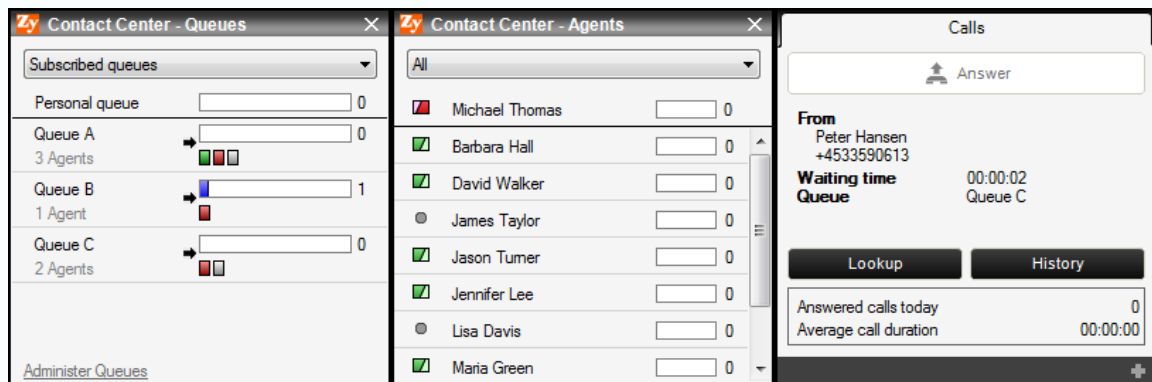 Zy Contact Center - Queues
Subscribed queues
Personal queue 0
Queue A 0
3 Agents
Queue B 1
1 Agent
Queue C 0
2 Agents
Administer Queues
Zy Contact Center - Agents
All
Michael Thomas 0
Barbara Hall 0
David Walker 0
James Taylor 0
Jason Turner 0
Jennifer Lee 0
Lisa Davis 0
Maria Green 0
Calls
Answer
From
Peter Hansen
+4533590613
Waiting time 00:00:02
Queue Queue C
Lookup History
Answered calls today 0
Average call duration 00:00:00